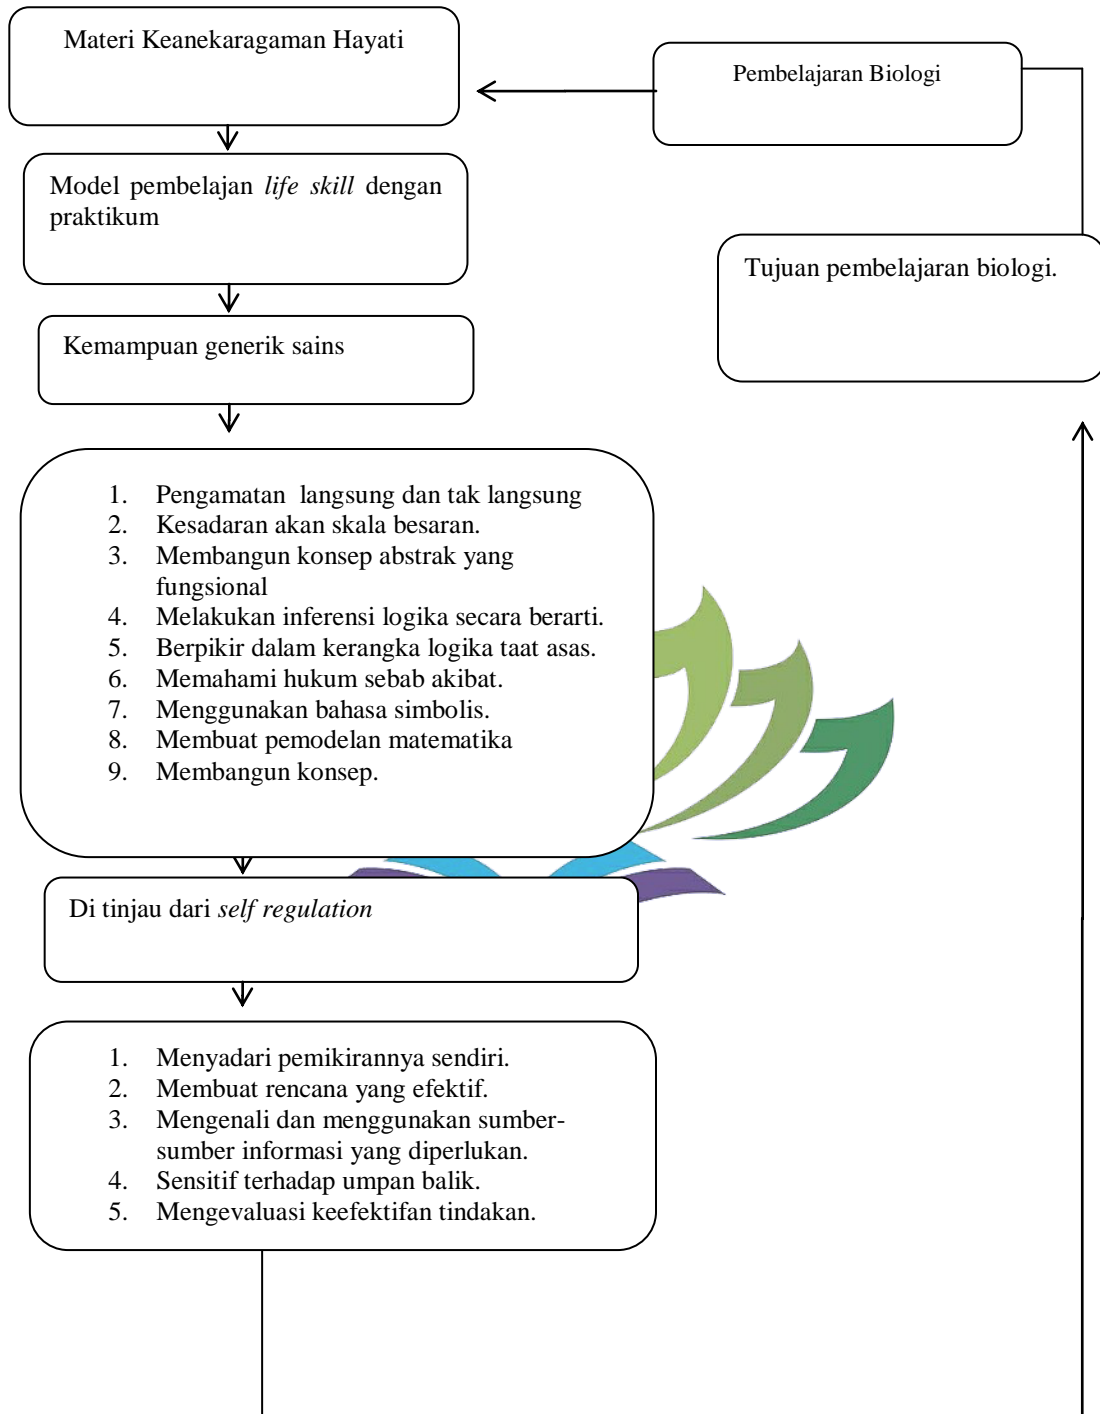 Materi Keanekaragaman Hayati
Pembelajaran Biologi
Model pembelajan life skill dengan
praktikum
Tujuan pembelajaran biologi.
Kemampuan generik sains
1. Pengamatan langsung dan tak langsung
2. Kesadaran akan skala besaran.
3. Membangun konsep abstrak yang
fungsional
4. Melakukan inferensi logika secara berarti.
5. Berpikir dalam kerangka logika taat asas.
6. Memahami hukum sebab akibat.
7. Menggunakan bahasa simbolis.
8. Membuat pemodelan matematika
9. Membangun konsep.
Di tinjau dari self regulation
1. Menyadari pemikirannya sendiri.
2. Membuat rencana yang efektif.
3. Mengenali dan menggunakan sumber-
sumber informasi yang diperlukan.
4. Sensitif terhadap umpan balik.
5. Mengevaluasi keefektifan tindakan.